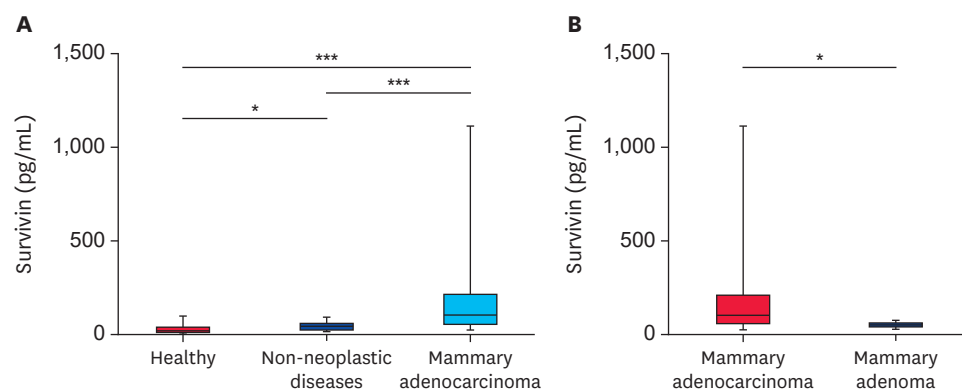 A
Survivin (pg/mL)
1,500
1,000
500
0
***
***
*
Healthy
Non-neoplastic
diseases
Mammary
adenocarcinoma
B
Survivin (pg/mL)
1,500
1,000
500
0
*
Mammary
adenocarcinoma
Mammary
adenoma